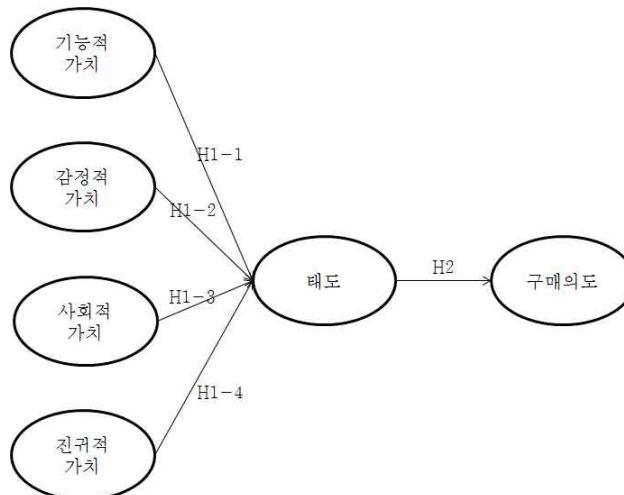 기능적
가치
H1-1
감정적
가치
H1-2
태도
H2
구매의도
사회적
가치
H1-3
H1-4
진귀적
가치